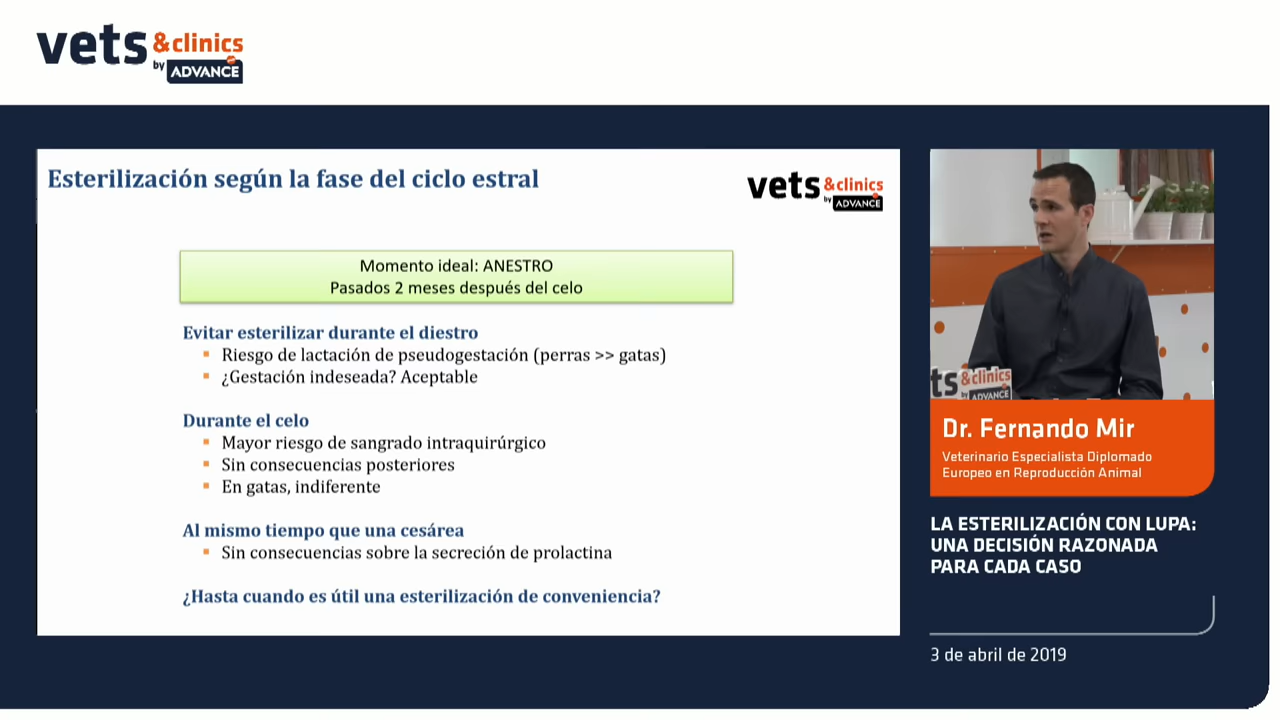 vets &clinics
by ADVANCE
Esterilización según la fase del ciclo estral
vets &clinics
by ADVANCE
Momento ideal: ANESTRO
Pasados 2 meses después del celo
Evitar esterilizar durante el diestro
Riesgo de lactación de pseudogestación (perras >> gatas)
¿Gestación indeseada? Aceptable
Durante el celo
Mayor riesgo de sangrado intraquirúrgico
Sin consecuencias posteriores
En gatas, indiferente
Al mismo tiempo que una cesárea
Sin consecuencias sobre la secreción de prolactina
¿Hasta cuando es útil una esterilización de conveniencia?
ts &clinics
by ADVANCE
Dr. Fernando Mir
Veterinario Especialista Diplomado
Europeo en Reproducción Animal
LA ESTERILIZACIÓN CON LUPA:
UNA DECISIÓN RAZONADA
PARA CADA CASO
3 de abril de 2019